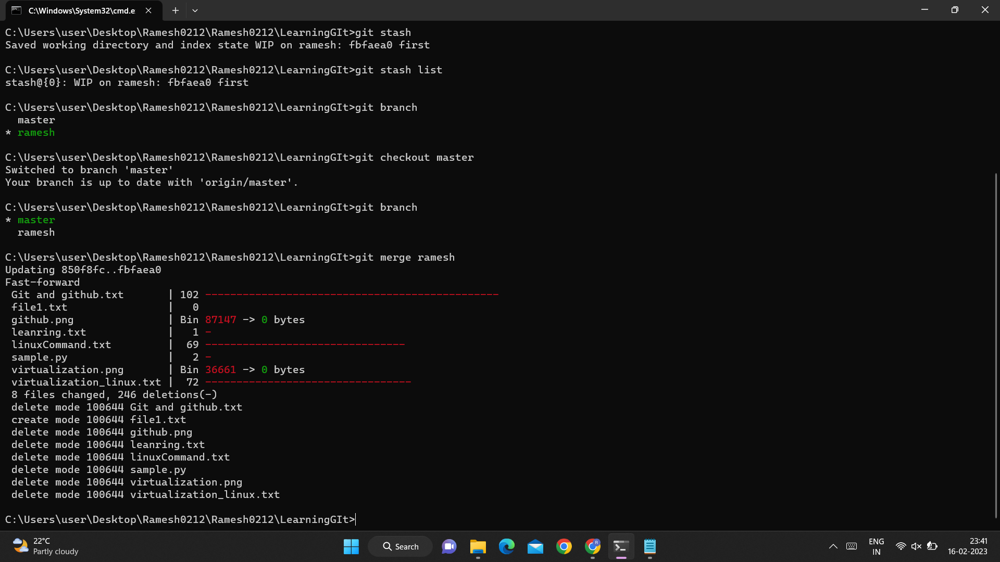 C:\Windows\System32\cmd.e
C:\Users\user\Desktop\Ramesh0212\Ramesh0212\LearningGIt>git stash
Saved working directory and index state WIP on ramesh: fbfaea0 first
C:\Users\user\Desktop\Ramesh0212\Ramesh0212\LearningGIt>git stash list
stash@{0}: WIP on ramesh: fbfaea0 first
C:\Users\user\Desktop\Ramesh0212\Ramesh0212\LearningGIt>git branch
  master
* ramesh
C:\Users\user\Desktop\Ramesh0212\Ramesh0212\LearningGIt>git checkout master
Switched to branch 'master'
Your branch is up to date with 'origin/master'.
C:\Users\user\Desktop\Ramesh0212\Ramesh0212\LearningGIt>git branch
* master
  ramesh
C:\Users\user\Desktop\Ramesh0212\Ramesh0212\LearningGIt>git merge ramesh
Updating 850f8fc..fbfaea0
Fast-forward
 Git and github.txt       | 102 -----------------------------------------------
 file1.txt                |   0
 github.png               | Bin 87147 -> 0 bytes
 leanring.txt             |   1 -
 linuxCommand.txt         |  69 --------------------------------
 sample.py                |   2 -
 virtualization.png       | Bin 36661 -> 0 bytes
 virtualization_linux.txt |  72 ---------------------------------
 8 files changed, 246 deletions(-)
 delete mode 100644 Git and github.txt
 create mode 100644 file1.txt
 delete mode 100644 github.png
 delete mode 100644 leanring.txt
 delete mode 100644 linuxCommand.txt
 delete mode 100644 sample.py
 delete mode 100644 virtualization.png
 delete mode 100644 virtualization_linux.txt
C:\Users\user\Desktop\Ramesh0212\Ramesh0212\LearningGIt>
22°C
Partly cloudy
Search
R
ENG
IN
23:41
16-02-2023